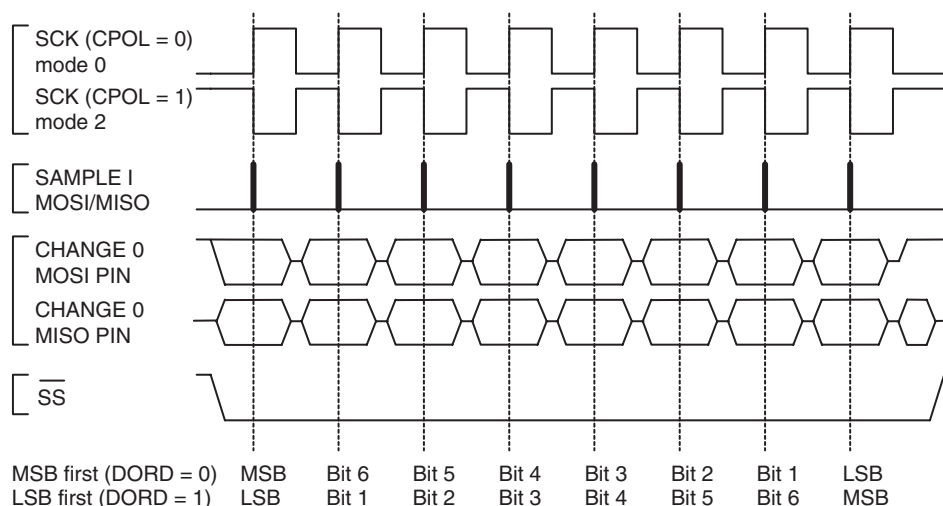 SCK (CPOL = 0)
mode 0
SCK (CPOL = 1)
mode 2
SAMPLE I
MOSI/MISO
CHANGE 0
MOSI PIN
CHANGE 0
MISO PIN
SS
MSB first (DORD = 0) MSB Bit 6 Bit 5 Bit 4 Bit 3 Bit 2 Bit 1 LSB
LSB first (DORD = 1) LSB Bit 1 Bit 2 Bit 3 Bit 4 Bit 5 Bit 6 MSB